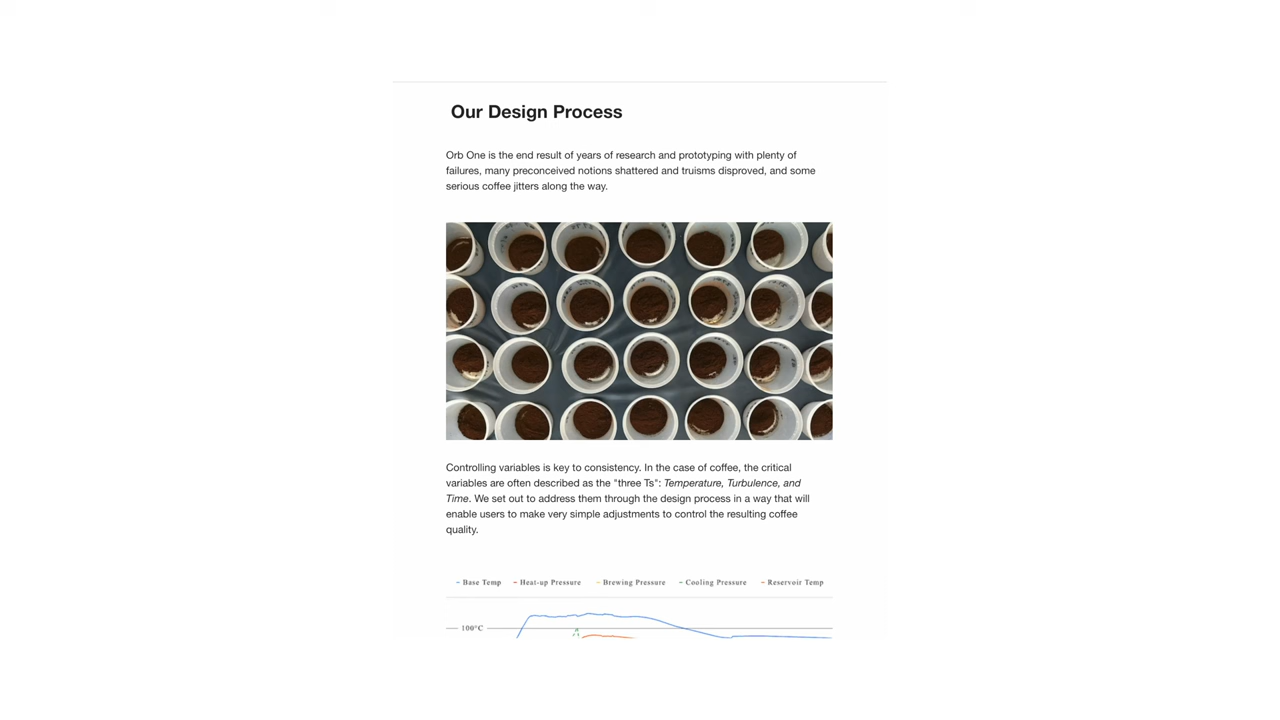 Our Design Process
Orb One is the end result of years of research and prototyping with plenty of
failures, many preconceived notions shattered and truisms disproved, and some
serious coffee jitters along the way.
Controlling variables is key to consistency. In the case of coffee, the critical
variables are often described as the "three Ts": Temperature, Turbulence, and
Time. We set out to address them through the design process in a way that will
enable users to make very simple adjustments to control the resulting coffee
quality.
Base Temp Heat-up Pressure Brewing Pressure Cooling Pressure Reservoir Temp
100°C